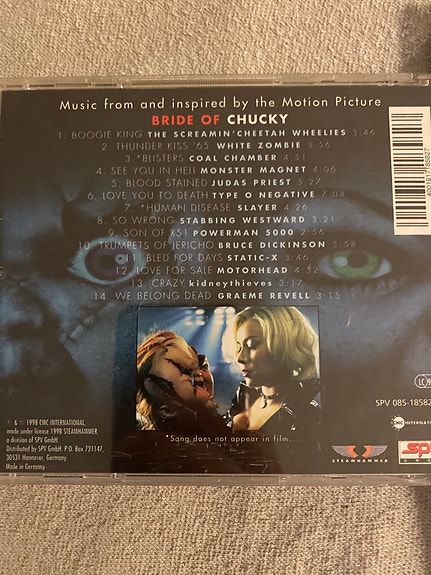 Music from and inspired by the Motion Picture
BRIDE OF CHUCKY
1. BOOGIE KING THE SCREAMIN' CHEETAH WHEELIES 3:46
2. THUNDER KISS '65 WHITE ZOMBIE 3:56
3. *BLISTERS COAL CHAMBER 4:51
4. SEE YOU IN HELL MONSTER MAGNET 4:06
5. BLOOD STAINED JUDAS PRIEST 5:27
6. LOVE YOU TO DEATH TYPE O NEGATIVE 7:08
7. *HUMAN DISEASE SLAYER 4:26
8. SO WRONG STABBING WESTWARD 3:21
9. SON OF X51 POWERMAN 5000 2:56
10. TRUMPETS OF JERICHO BRUCE DICKINSON 5:58
11. BLED FOR DAYS STATIC-X 3:46
12. LOVE FOR SALE MOTORHEAD 4:52
13. CRAZY kidneythieves 3:17
14. WE BELONG DEAD GRAEME REVELL 3:15
*Song does not appear in film.
℗ & © 1998 CMC INTERNATIONAL,
made under license 1998 STEAMHAMMER,
a division of SPV GmbH.
Distributed by SPV GmbH. P.O. Box 721147,
30531 Hannover, Germany
Made in Germany
LC
SPV 085-1858
CMC INTERNAT
STEAMHAMMER